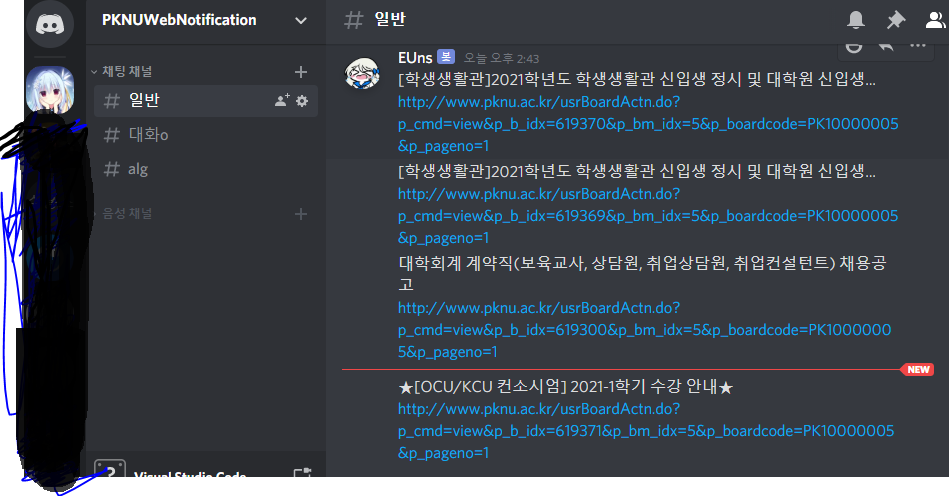 PKNUWebNotification
# 일반
채팅 채널
# 일반
# 대화o
# alg
음성 채널
EUns 봇 오늘 오후 2:43
[학생생활관]2021학년도 학생생활관 신입생 정시 및 대학원 신입생...
http://www.pknu.ac.kr/usrBoardActn.do?
p_cmd=view&p_b_idx=619370&p_bm_idx=5&p_boardcode=PK10000005
&p_pageno=1
[학생생활관]2021학년도 학생생활관 신입생 정시 및 대학원 신입생...
http://www.pknu.ac.kr/usrBoardActn.do?
p_cmd=view&p_b_idx=619369&p_bm_idx=5&p_boardcode=PK10000005
&p_pageno=1
대학회계 계약직(보육교사, 상담원, 취업상담원, 취업컨설턴트) 채용공
고
http://www.pknu.ac.kr/usrBoardActn.do?
p_cmd=view&p_b_idx=619300&p_bm_idx=5&p_boardcode=PK1000000
5&p_pageno=1
NEW
★[OCU/KCU 컨소시엄] 2021-1학기 수강 안내★
http://www.pknu.ac.kr/usrBoardActn.do?
p_cmd=view&p_b_idx=619371&p_bm_idx=5&p_boardcode=PK10000005
&p_pageno=1
Visual Studio Code